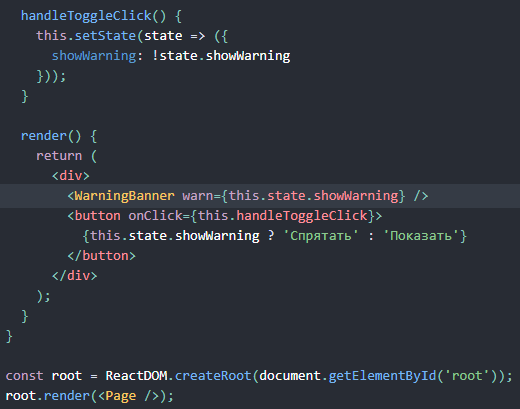 handleToggleClick() {
this.setState(state => ({
showWarning: !state.showWarning
}));
}
render() {
return (
<div>
<WarningBanner warn={this.state.showWarning} />
<button onClick={this.handleToggleClick}>
{this.state.showWarning ? 'Спрятать' : 'Показать'}
</button>
</div>
);
}
}
const root = ReactDOM.createRoot(document.getElementById('root'));
root.render(<Page />);